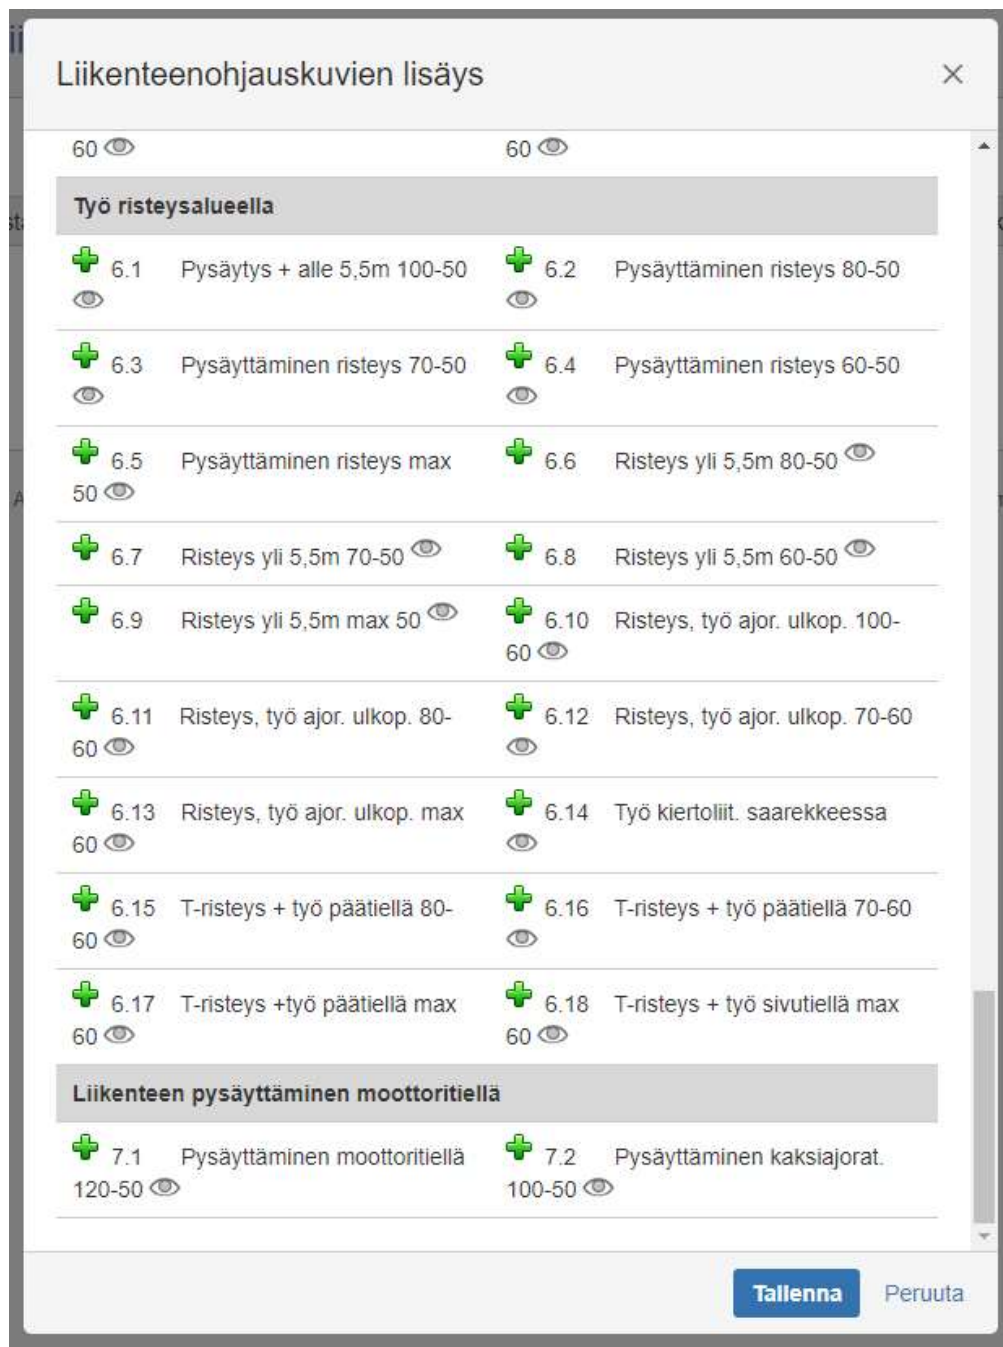 Liikenteenohjauskuvien lisäys
60 60
Työ risteysalueella
6.1 Pysäytys + alle 5,5m 100-50
6.2 Pysäyttäminen risteys 80-50
6.3 Pysäyttäminen risteys 70-50
6.4 Pysäyttäminen risteys 60-50
6.5 Pysäyttäminen risteys max
50
6.6 Risteys yli 5,5m 80-50
6.7 Risteys yli 5,5m 70-50
6.8 Risteys yli 5,5m 60-50
6.9 Risteys yli 5,5m max 50
6.10 Risteys, työ ajor. ulkop. 100-
60
6.11 Risteys, työ ajor. ulkop. 80-
60
6.12 Risteys, työ ajor. ulkop. 70-60
6.13 Risteys, työ ajor. ulkop. max
60
6.14 Työ kiertoliit. saarekkeessa
6.15 T-risteys + työ päätiellä 80-
60
6.16 T-risteys + työ päätiellä 70-60
6.17 T-risteys +työ päätiellä max
60
6.18 T-risteys + työ sivutiellä max
60
Liikenteen pysäyttäminen moottoritiellä
7.1 Pysäyttäminen moottoritiellä
120-50
7.2 Pysäyttäminen kaksiajorat.
100-50
Tallenna Peruuta